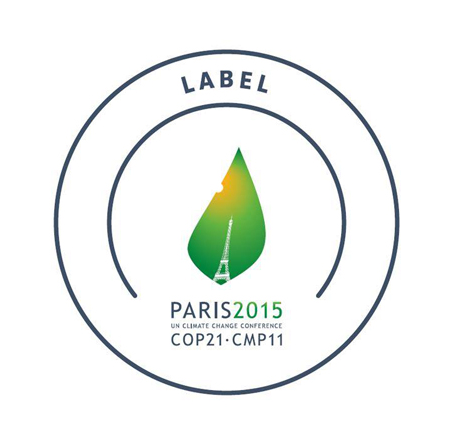 LABEL
PARIS2015
UN CLIMATE CHANGE CONFERENCE
COP21·CMP11